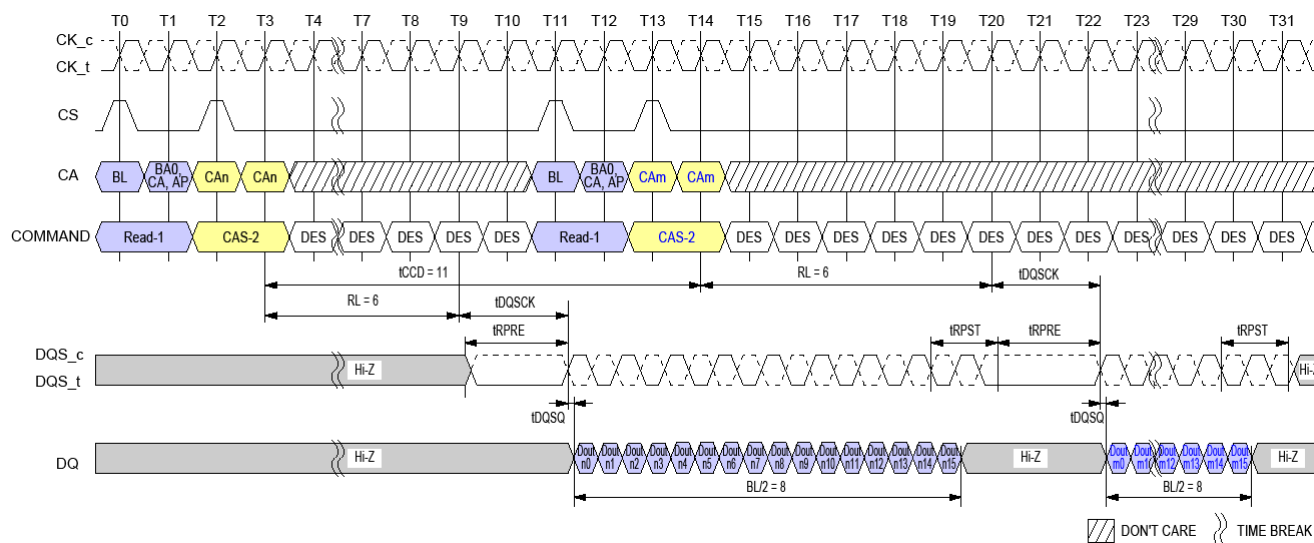 T0 T1 T2 T3 T4 T7 T8 T9 T10 T11 T12 T13 T14 T15 T16 T17 T18 T19 T20 T21 T22 T23 T29 T30 T31
CK_c
CK_t
CS
CA BL BA0, CA, AP CAn CAn BL BA0, CA, AP CAm CAm
COMMAND Read-1 CAS-2 DES DES DES DES DES Read-1 CAS-2 DES DES DES DES DES DES DES DES DES DES DES DES
tCCD = 11 RL = 6 tDQSCK
RL = 6 tDQSCK
tRPRE tRPST tRPRE tRPST
DQS_c
DQS_t
Hi-Z Hi-Z
tDQSQ tDQSQ
DQ Hi-Z Dout n0 Dout n1 Dout n2 Dout n3 Dout n4 Dout n5 Dout n6 Dout n7 Dout n8 Dout n9 Dout n10 Dout n11 Dout n12 Dout n13 Dout n14 Dout n15 Hi-Z Dout m0 Dout m1 Dout m12 Dout m13 Dout m14 Dout m15 Hi-Z
BL/2 = 8 BL/2 = 8
DON'T CARE TIME BREAK